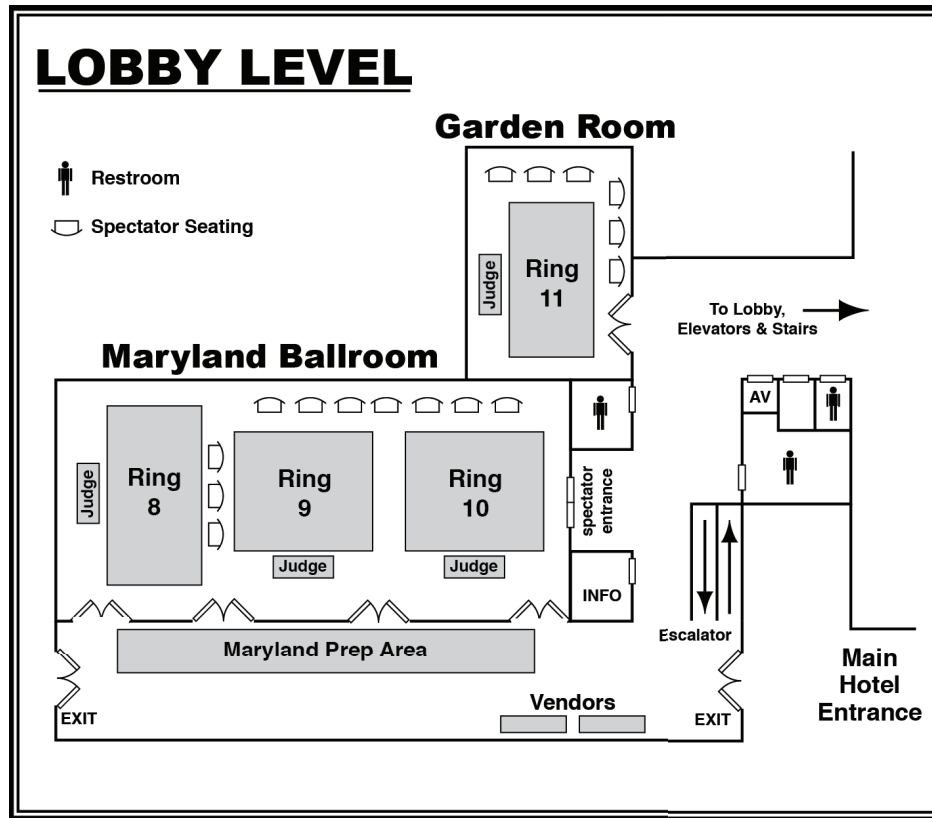 LOBBY LEVEL
Garden Room
Restroom
Spectator Seating
Judge
Ring
11
To Lobby,
Elevators & Stairs
Maryland Ballroom
AV
Judge
Ring
8
Ring
9
Ring
10
spectator
entrance
Judge
Judge
INFO
Escalator
Maryland Prep Area
Main
Hotel
Entrance
Vendors
EXIT
EXIT